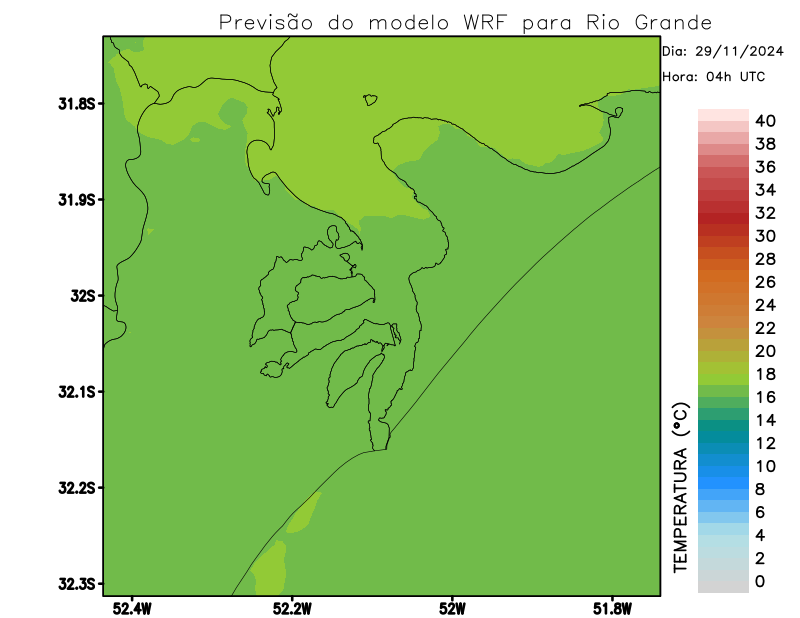 Previsão do modelo WRF para Rio Grande
Dia: 29/11/2024
Hora: 04h UTC
31.8S
31.9S
32S
32.1S
32.2S
32.3S
52.4W
52.2W
52W
51.8W
TEMPERATURA (°C)
40
38
36
34
32
30
28
26
24
22
20
18
16
14
12
10
8
6
4
2
0